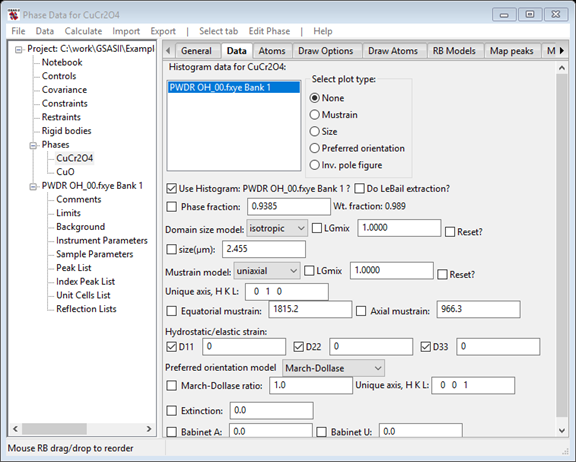 Phase Data for CuCr2O4
File Data Calculate Import Export | Select tab Edit Phase | Help
Project: C:\work\GSASII\Exampl
Notebook
Controls
Covariance
Constraints
Restraints
Rigid bodies
Phases
CuCr2O4
CuO
PWDR OH_00.fxye Bank 1
Comments
Limits
Background
Instrument Parameters
Sample Parameters
Peak List
Index Peak List
Unit Cells List
Reflection Lists
General Data Atoms Draw Options Draw Atoms RB Models Map peaks M
Histogram data for CuCr2O4:
PWDR OH_00.fxye Bank 1
Select plot type:
None
Mustrain
Size
Preferred orientation
Inv. pole figure
Use Histogram: PWDR OH_00.fxye Bank 1 ? Do LeBail extraction?
Phase fraction: 0.9385 Wt. fraction: 0.989
Domain size model: isotropic LGmix 1.0000 Reset?
size(μm): 2.455
Mustrain model: uniaxial LGmix 1.0000 Reset?
Unique axis, H K L: 0 1 0
Equatorial mustrain: 1815.2 Axial mustrain: 966.3
Hydrostatic/elastic strain:
D11 0 D22 0 D33 0
Preferred orientation model March-Dollase
March-Dollase ratio: 1.0 Unique axis, H K L: 0 0 1
Extinction: 0.0
Babinet A: 0.0 Babinet U: 0.0
Mouse RB drag/drop to reorder